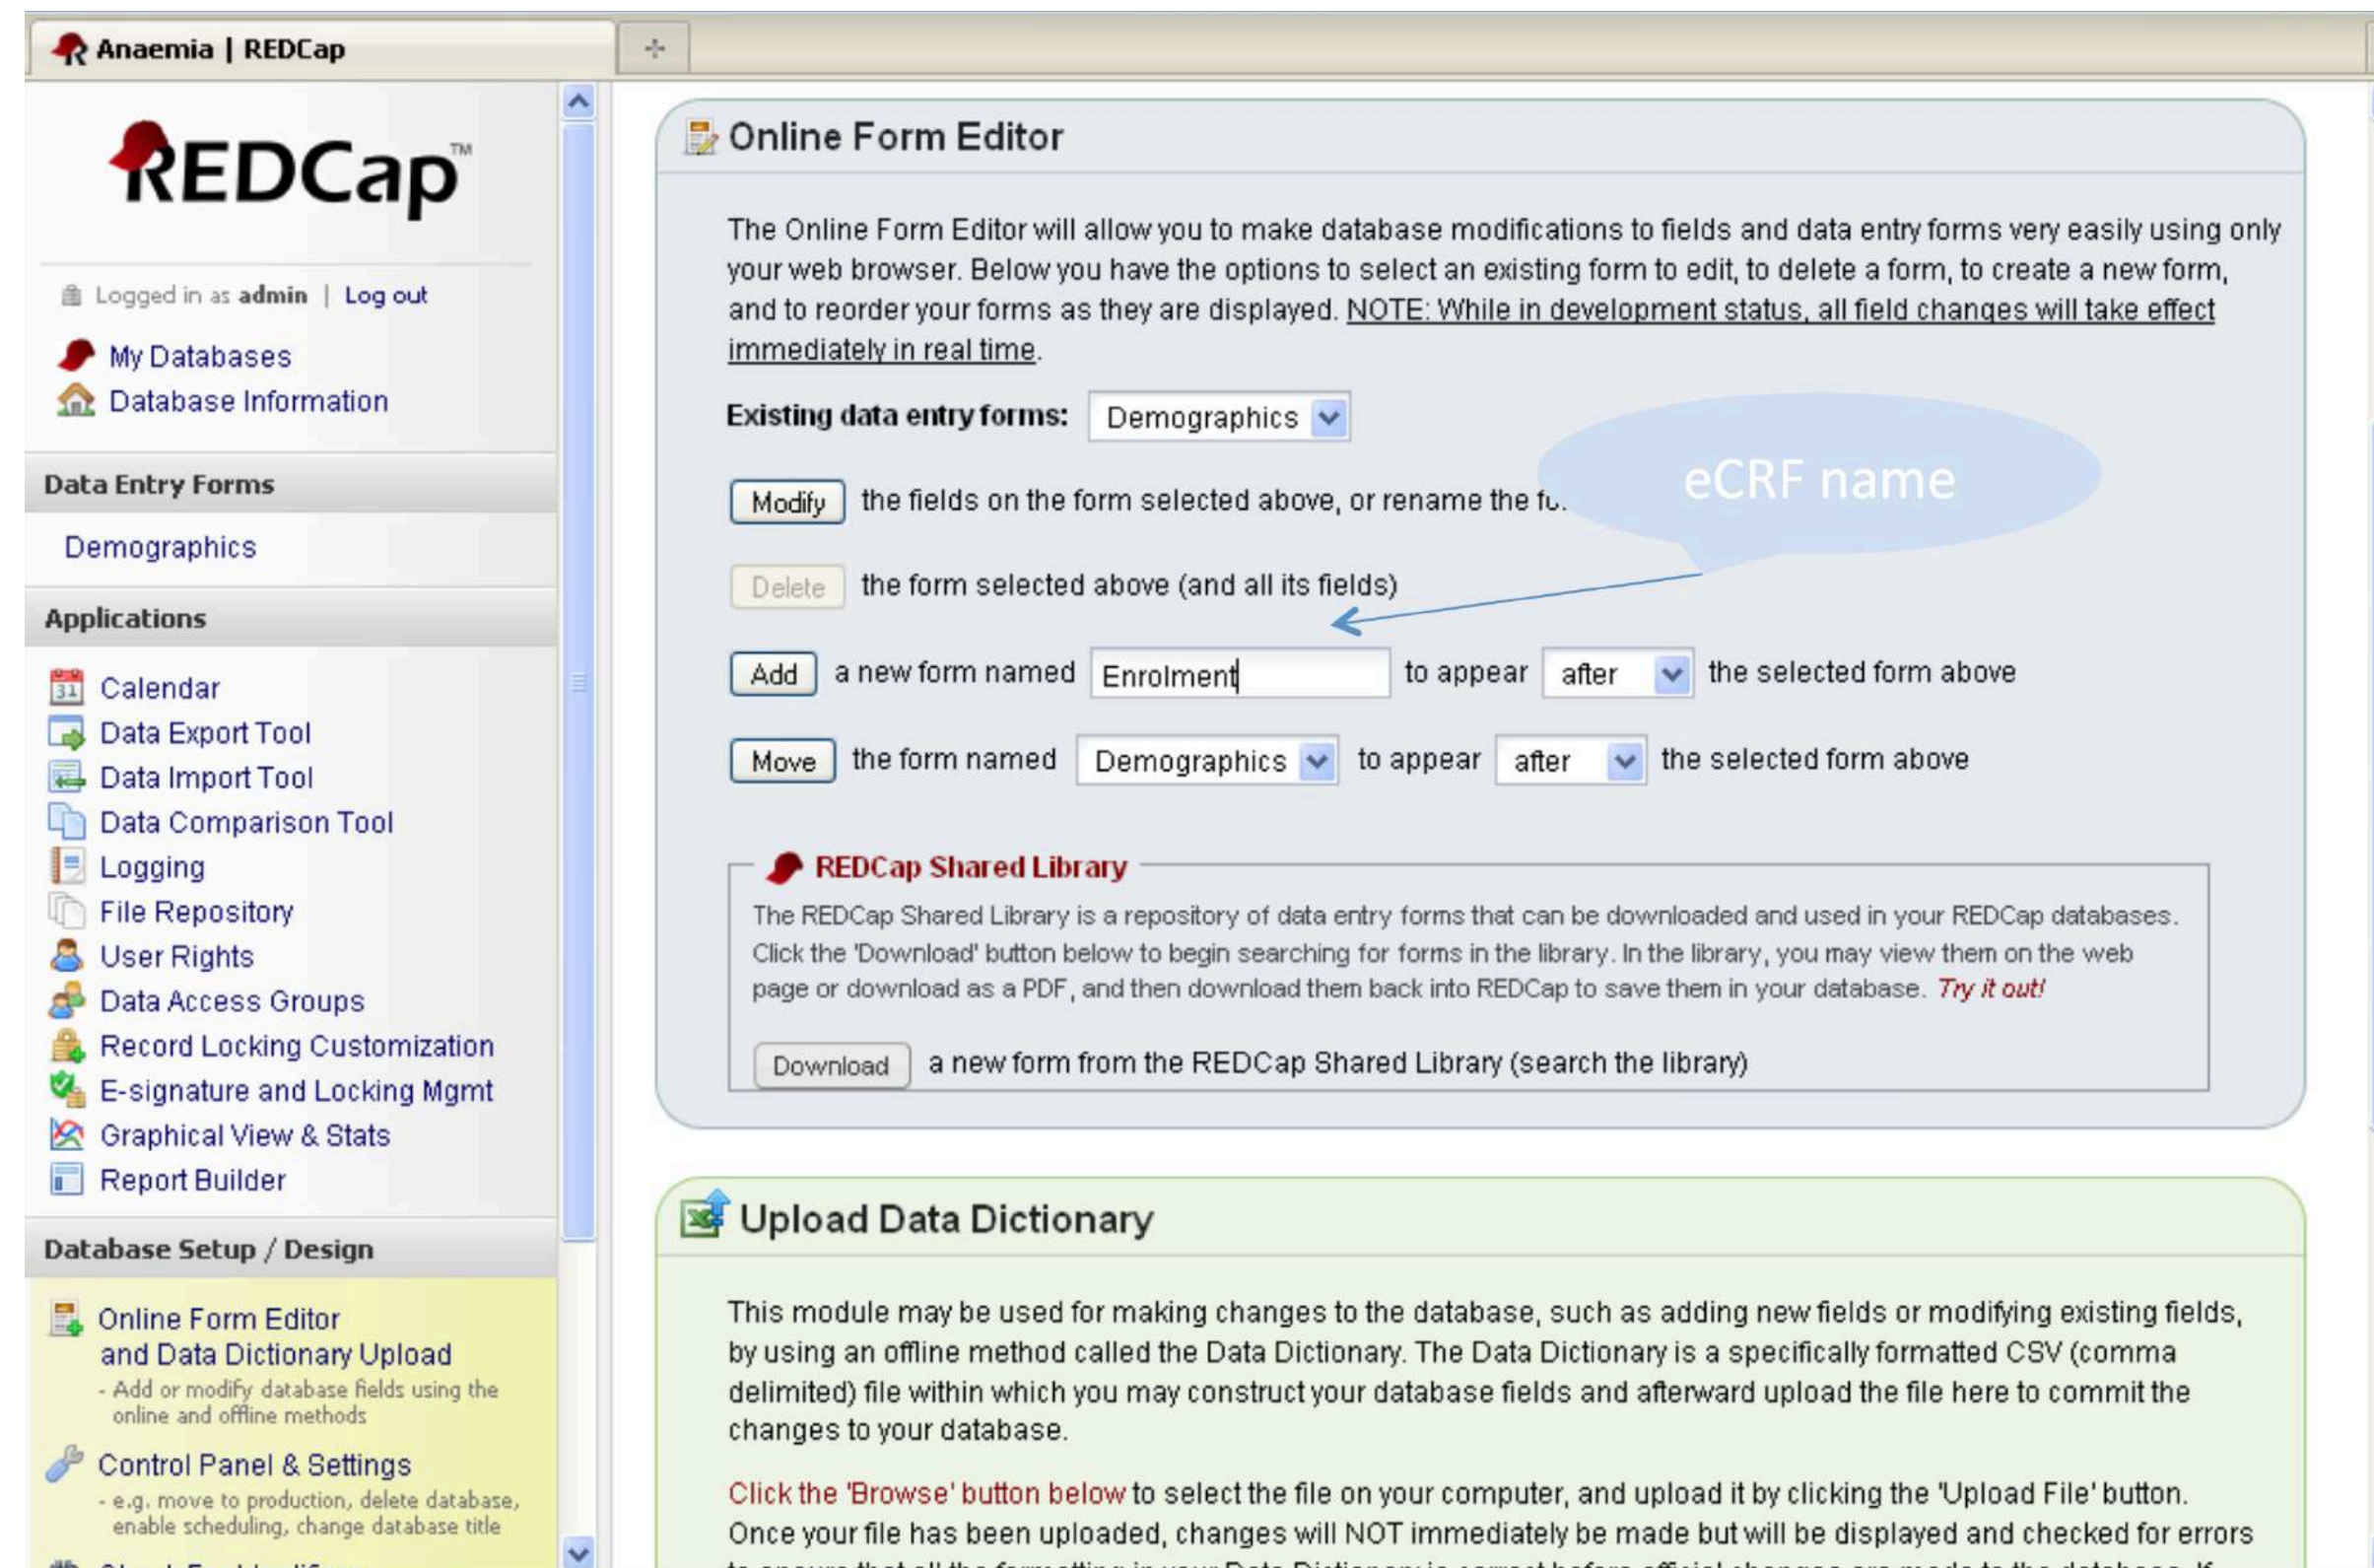 Anaemia | REDCap
REDCap™
Logged in as admin | Log out
My Databases
Database Information
Data Entry Forms
Demographics
Applications
31 Calendar
Data Export Tool
Data Import Tool
Data Comparison Tool
Logging
File Repository
User Rights
Data Access Groups
Record Locking Customization
E-signature and Locking Mgmt
Graphical View & Stats
Report Builder
Database Setup / Design
Online Form Editor
and Data Dictionary Upload
- Add or modify database fields using the
online and offline methods
Control Panel & Settings
- e.g. move to production, delete database,
enable scheduling, change database title
Online Form Editor
The Online Form Editor will allow you to make database modifications to fields and data entry forms very easily using only
your web browser. Below you have the options to select an existing form to edit, to delete a form, to create a new form,
and to reorder your forms as they are displayed. NOTE: While in development status, all field changes will take effect
immediately in real time.
Existing data entry forms: Demographics
eCRF name
Modify the fields on the form selected above, or rename the
Delete the form selected above (and all its fields)
Add a new form named Enrolment to appear after the selected form above
Move the form named Demographics to appear after the selected form above
REDCap Shared Library
The REDCap Shared Library is a repository of data entry forms that can be downloaded and used in your REDCap databases.
Click the 'Download' button below to begin searching for forms in the library. In the library, you may view them on the web
page or download as a PDF, and then download them back into REDCap to save them in your database. Try it out!
Download a new form from the REDCap Shared Library (search the library)
Upload Data Dictionary
This module may be used for making changes to the database, such as adding new fields or modifying existing fields,
by using an offline method called the Data Dictionary. The Data Dictionary is a specifically formatted CSV (comma
delimited) file within which you may construct your database fields and afterward upload the file here to commit the
changes to your database.
Click the 'Browse' button below to select the file on your computer, and upload it by clicking the 'Upload File' button.
Once your file has been uploaded, changes will NOT immediately be made but will be displayed and checked for errors